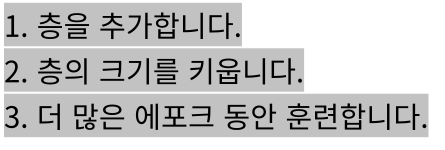 1. 층을 추가합니다.
2. 층의 크기를 키웁니다.
3. 더 많은 에포크 동안 훈련합니다.